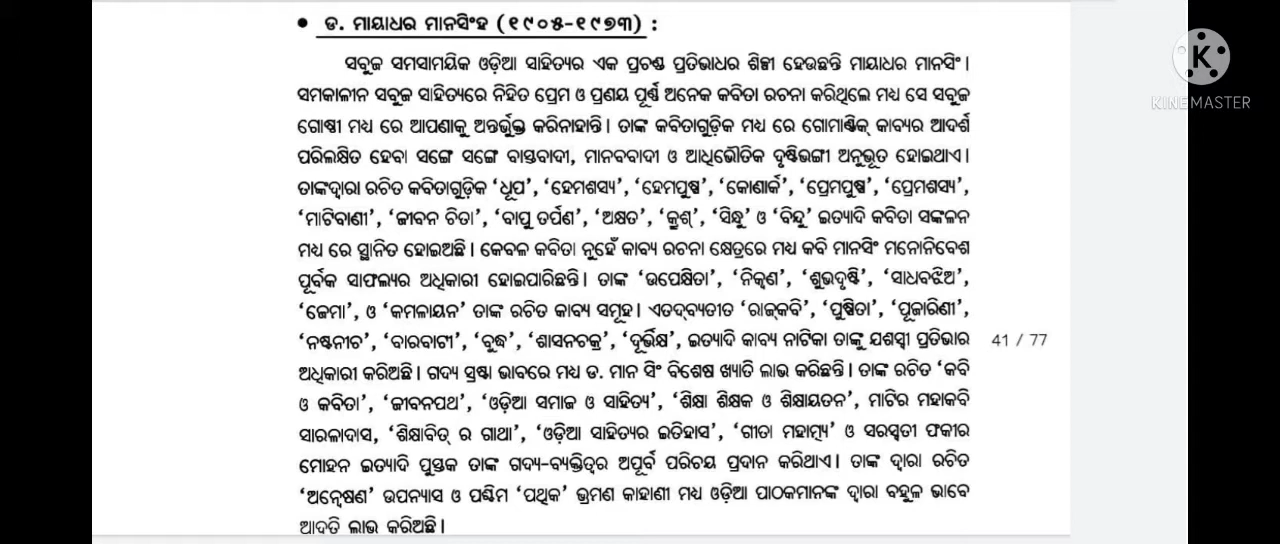 • ଡ. ମାୟାଧର ମାନସିଂହ (୧୯୦୫-୧୯୭୩) :
ସବୁଜ ସମସାମୟିକ ଓଡ଼ିଆ ସାହିତ୍ୟର ଏକ ପ୍ରଚଣ୍ଡ ପ୍ରତିଭାଧର ଶିଳ୍ପୀ ହେଉଛନ୍ତି ମାୟାଧର ମାନସିଂ।
ସମକାଳୀନ ସବୁଜ ସାହିତ୍ୟରେ ନିହିତ ପ୍ରେମ ଓ ପ୍ରଣୟ ପୂର୍ଣ୍ଣ ଅନେକ କବିତା ରଚନା କରିଥିଲେ ମଧ୍ୟ ସେ ସବୁଜ
ଗୋଷ୍ଠୀ ମଧ୍ୟ ରେ ଆପଣାକୁ ଅନ୍ତର୍ଭୁକ୍ତ କରିନାହାନ୍ତି। ତାଙ୍କ କବିତାଗୁଡ଼ିକ ମଧ୍ୟ ରେ ଗୋମାଣ୍ଟିକ୍ କାବ୍ୟର ଆଦର୍ଶ
ପରିଲକ୍ଷିତ ହେବା ସଙ୍ଗେ ସଙ୍ଗେ ବାସ୍ତବାଦୀ, ମାନବବାଦୀ ଓ ଆଧିଭୌତିକ ଦୃଷ୍ଟିଭଙ୍ଗୀ ଅନୁଭୂତ ହୋଇଥାଏ।
ତାଙ୍କଦ୍ୱାରା ରଚିତ କବିତାଗୁଡ଼ିକ ‘ଧୂପ’, ‘ହେମଶସ୍ୟ’, ‘ହେମପୁଷ୍ପ’, ‘କୋଣାର୍କ’, ‘ପ୍ରେମପୁଷ୍ପ’, ‘ପ୍ରେମଶସ୍ୟ’,
‘ମାଟିବାଣୀ’, ‘ଜୀବନ ଚିତା’, ‘ବାପୁ ତର୍ପଣ’, ‘ଅକ୍ଷତ’, ‘କ୍ରୁଶ୍’, ‘ସିନ୍ଧୁ’ ଓ ‘ବିନ୍ଦୁ’ ଇତ୍ୟାଦି କବିତା ସଙ୍କଳନ
ମଧ୍ୟ ରେ ସ୍ଥାନିତ ହୋଇଅଛି। କେବଳ କବିତା ନୁହେଁ କାବ୍ୟ ରଚନା କ୍ଷେତ୍ରରେ ମଧ୍ୟ କବି ମାନସିଂ ମନୋନିବେଶ
ପୂର୍ବକ ସାଫଲ୍ୟର ଅଧିକାରୀ ହୋଇପାରିଛନ୍ତି। ତାଙ୍କ ‘ଉପେକ୍ଷିତା’, ‘ନିକ୍ୱଣ’, ‘ଶୁଭଦୃଷ୍ଟି’, ‘ସାଧବଝିଅ’,
‘ଜେମା’, ଓ ‘କମଳାୟନ’ ତାଙ୍କ ରଚିତ କାବ୍ୟ ସମୂହ। ଏତଦ୍‌ବ୍ୟତୀତ ‘ରାଜ୍‌କବି’, ‘ପୁଷ୍ପିତା’, ‘ପୂଜାରିଣୀ’,
‘ନଷ୍ଟନୀଚ’, ‘ବାରବାଟୀ’, ‘ବୁଦ୍ଧ’, ‘ଶାସନଚକ୍ର’, ‘ଦୂର୍ଭିକ୍ଷ’, ଇତ୍ୟାଦି କାବ୍ୟ ନାଟିକା ତାଙ୍କୁ ଯଶସ୍ୱୀ ପ୍ରତିଭାର
ଅଧିକାରୀ କରିଅଛି। ଗଦ୍ୟ ସ୍ରଷ୍ଟା ଭାବରେ ମଧ୍ୟ ଡ. ମାନ ସିଂ ବିଶେଷ ଖ୍ୟାତି ଲାଭ କରିଛନ୍ତି। ତାଙ୍କ ରଚିତ ‘କବି
ଓ କବିତା’, ‘ଜୀବନପଥ’, ‘ଓଡ଼ିଆ ସମାଜ ଓ ସାହିତ୍ୟ’, ‘ଶିକ୍ଷା ଶିକ୍ଷକ ଓ ଶିକ୍ଷାୟତନ’, ମାଟିର ମହାକବି
ସାରଳାଦାସ, ‘ଶିକ୍ଷାବିତ୍ ର ଗାଥା’, ‘ଓଡ଼ିଆ ସାହିତ୍ୟର ଇତିହାସ’, ‘ଗୀତା ମହାତ୍ମ୍ୟ’ ଓ ସରସ୍ୱତୀ ଫକୀର
ମୋହନ ଇତ୍ୟାଦି ପୁସ୍ତକ ତାଙ୍କ ଗଦ୍ୟ-ବ୍ୟକ୍ତିତ୍ୱର ଅପୂର୍ବ ପରିଚୟ ପ୍ରଦାନ କରିଥାଏ। ତାଙ୍କ ଦ୍ୱାରା ରଚିତ
‘ଅନ୍ୱେଷଣ’ ଉପନ୍ୟାସ ଓ ପଶ୍ଚିମ ‘ପଥିକ’ ଭ୍ରମଣ କାହାଣୀ ମଧ୍ୟ ଓଡ଼ିଆ ପାଠକମାନଙ୍କ ଦ୍ୱାରା ବହୁଳ ଭାବେ
ଆଦତି ଲାଭ କରିଅଛି।
41 / 77
K
KINEMASTER